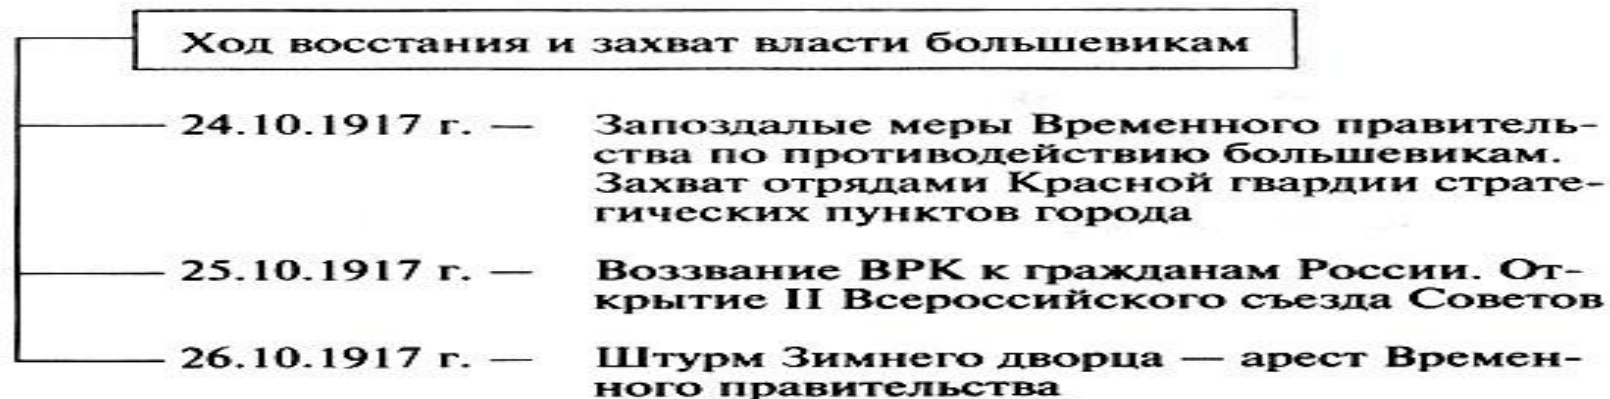 Ход восстания и захват власти большевикам
24.10.1917 г. — Запоздалые меры Временного правитель-
ства по противодействию большевикам.
Захват отрядами Красной гвардии страте-
гических пунктов города
25.10.1917 г. — Воззвание ВРК к гражданам России. От-
крытие II Всероссийского съезда Советов
26.10.1917 г. — Штурм Зимнего дворца — арест Времен-
ного правительства